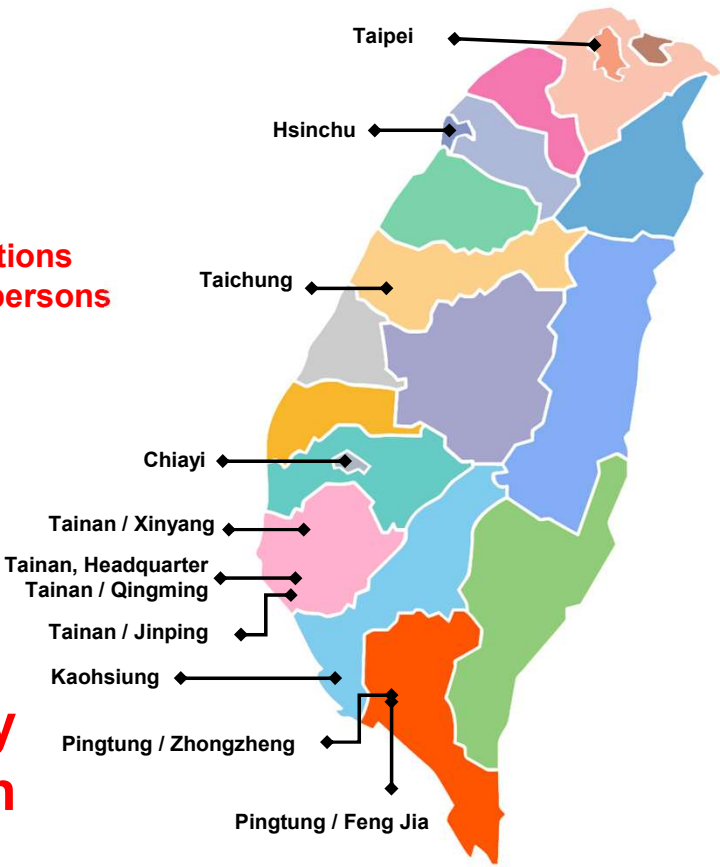 Taipei
Hsinchu
tions
persons
Taichung
Chiayi
Tainan / Xinyang
Tainan, Headquarter
Tainan / Qingming
Tainan / Jinping
Kaohsiung
y
Pingtung / Zhongzheng
n
Pingtung / Feng Jia